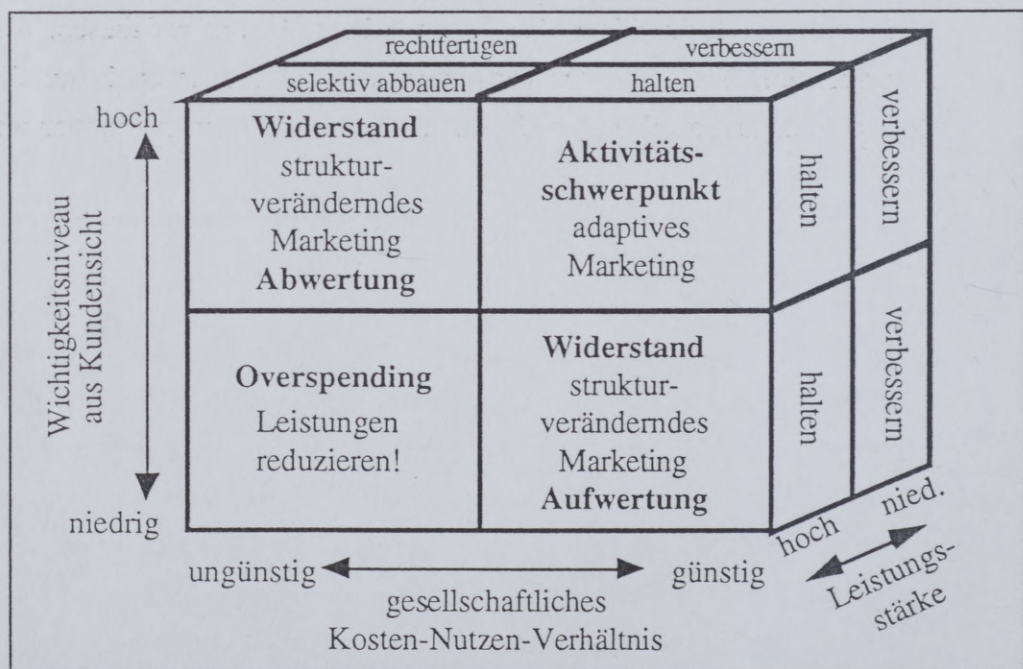 rechtfertigen
verbessern
selektiv abbauen
halten
hoch
Widerstand
struktur-
veränderndes
Marketing
Abwertung
Aktivitäts-
schwerpunkt
adaptives
Marketing
halten
verbessern
Wichtigkeitsniveau
aus Kundensicht
Overspending
Leistungen
reduzieren!
Widerstand
struktur-
veränderndes
Marketing
Aufwertung
halten
verbessern
niedrig
hoch
nied.
ungünstig
günstig
Leistungs-
stärke
gesellschaftliches
Kosten-Nutzen-Verhältnis